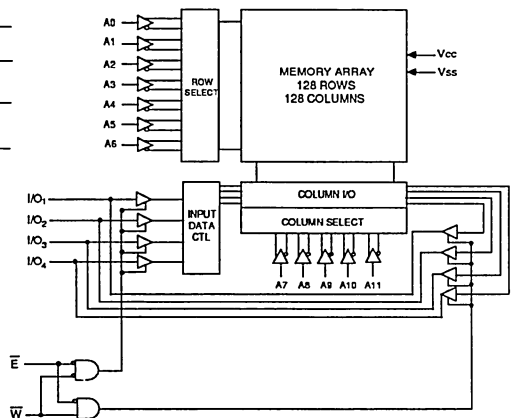 A0
A1
A2
A3
A4
A5
A6
ROW
SELECT
MEMORY ARRAY
128 ROWS
128 COLUMNS
Vcc
Vss
I/O1
I/O2
I/O3
I/O4
INPUT
DATA
CTL
COLUMN I/O
COLUMN SELECT
A7 A8 A9 A10 A11
E
W